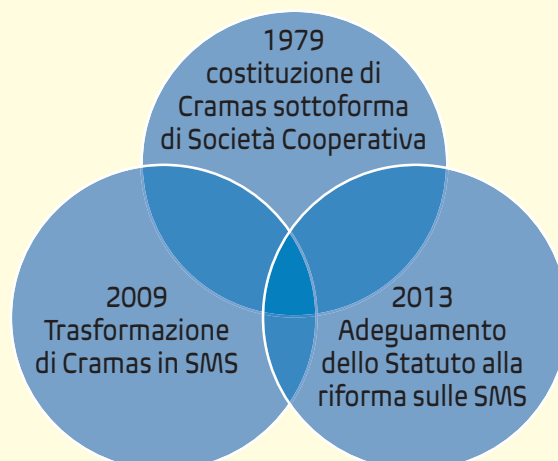 1979
costituzione di
Cramas sottoforma
di Società Cooperativa
2009
Trasformazione
di Cramas in SMS
2013
Adeguamento
dello Statuto alla
riforma sulle SMS